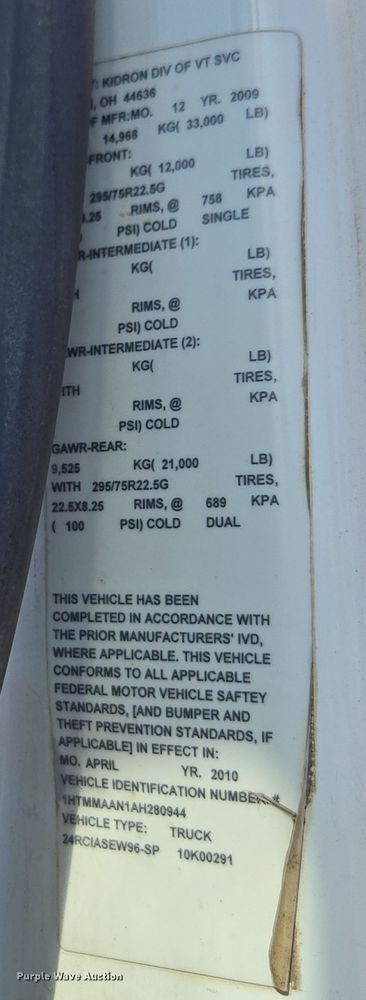 Y: KIDRON DIV OF VT SVC
, OH 44636
F MFR:MO. 12 YR. 2009
14,968 KG( 33,000 LB)
FRONT:
KG( 12,000 LB)
295/75R22.5G TIRES,
.25 RIMS, @ 758 KPA
PSI) COLD SINGLE
R-INTERMEDIATE (1):
KG( LB)
TIRES,
RIMS, @ KPA
PSI) COLD
WR-INTERMEDIATE (2):
KG( LB)
ITH TIRES,
RIMS, @ KPA
PSI) COLD
GAWR-REAR:
9,525 KG( 21,000 LB)
WITH 295/75R22.5G TIRES,
22.5X8.25 RIMS, @ 689 KPA
( 100 PSI) COLD DUAL
THIS VEHICLE HAS BEEN
COMPLETED IN ACCORDANCE WITH
THE PRIOR MANUFACTURERS' IVD,
WHERE APPLICABLE. THIS VEHICLE
CONFORMS TO ALL APPLICABLE
FEDERAL MOTOR VEHICLE SAFTEY
STANDARDS, [AND BUMPER AND
THEFT PREVENTION STANDARDS, IF
APPLICABLE] IN EFFECT IN:
MO. APRIL YR. 2010
VEHICLE IDENTIFICATION NUMBER #
1HTMMAAN1AH280944
VEHICLE TYPE: TRUCK
24RCIASEW96-SP 10K00291
Purple Wave Auction